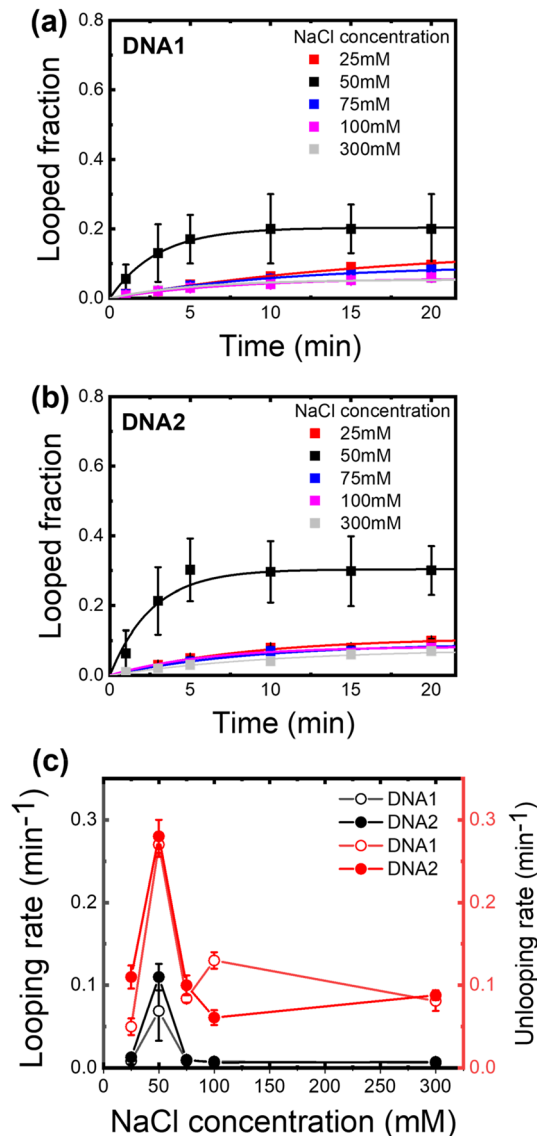 (a)
DNA1
NaCl concentration
25mM
50mM
75mM
100mM
300mM
0.8
0.6
0.4
0.2
0.0
0 5 10 15 20
Looped fraction
Time (min)
(b)
DNA2
NaCl concentration
25mM
50mM
75mM
100mM
300mM
0.8
0.6
0.4
0.2
0.0
0 5 10 15 20
Looped fraction
Time (min)
(c)
DNA1
DNA2
DNA1
DNA2
0.3
0.2
0.1
0.0
0.3
0.2
0.1
0.0
0 50 100 150 200 250 300
Looping rate (min-1)
Unlooping rate (min-1)
NaCl concentration (mM)